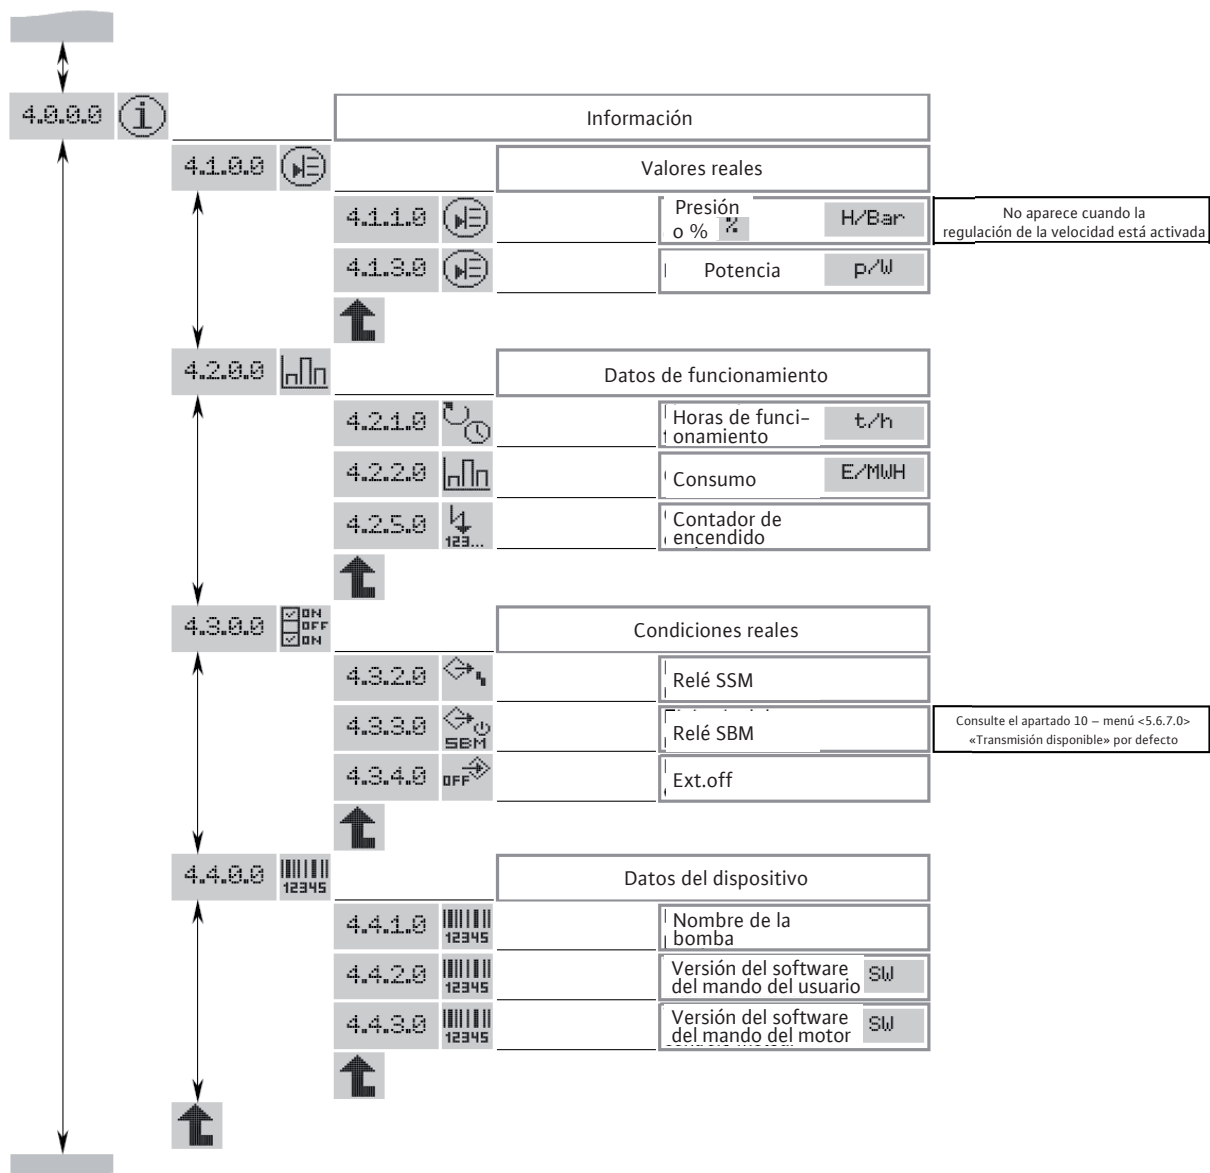 4.0.0.0 i Información
4.1.0.0 Valores reales
4.1.1.0 Presión
o % % H/Bar
No aparece cuando la
regulación de la velocidad está activada
4.1.3.0 Potencia p/W
4.2.0.0 Datos de funcionamiento
4.2.1.0 Horas de funci-
onamiento t/h
4.2.2.0 Consumo E/MWH
4.2.5.0 123... Contador de
encendido
4.3.0.0 ON
OFF
ON
Condiciones reales
4.3.2.0 Relé SSM
4.3.3.0 SBM Relé SBM
Consulte el apartado 10 – menú <5.6.7.0>
«Transmisión disponible» por defecto
4.3.4.0 OFF Ext.off
4.4.0.0 12345 Datos del dispositivo
4.4.1.0 12345 Nombre de la
bomba
4.4.2.0 12345 Versión del software
del mando del usuario SW
4.4.3.0 12345 Versión del software
del mando del motor SW